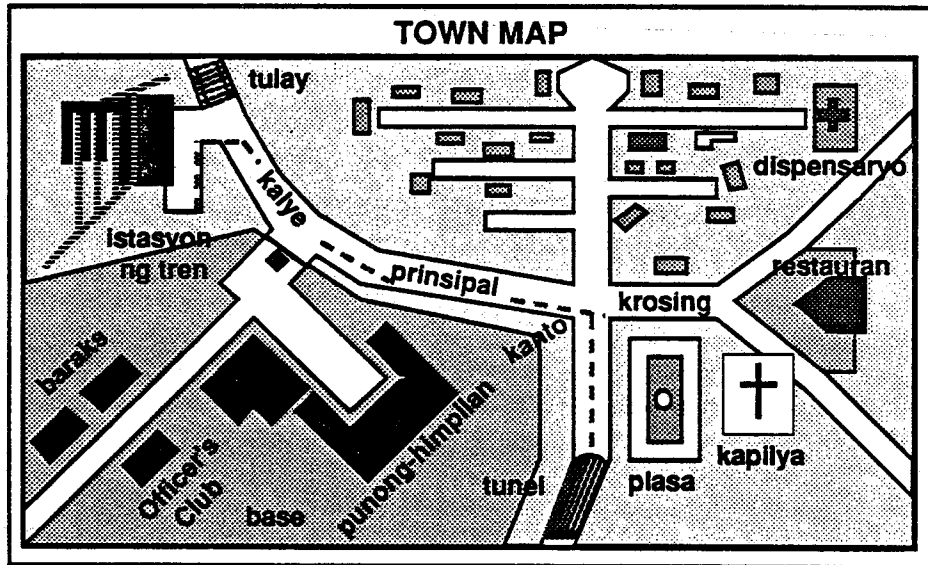 TOWN MAP
tulay
dispensaryo
kalye
istasyon
ng tren
prinsipal
krosing
restauran
kanto
baraks
Officer's
Club
base
punong-himpilan
tunel
plasa
kapilya